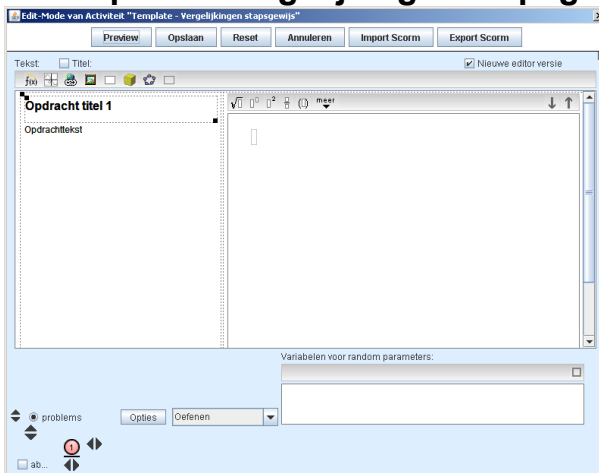 Edit-Mode van Activiteit "Template - Vergelijkingen stapsgewijs"
Preview Opslaan Reset Annuleren Import Scorm Export Scorm
Tekst: Titel: Nieuwe editor versie
f(x)
Opdracht titel 1
meer
Opdrachttekst
Variabelen voor random parameters:
problems Opties Oefenen
1
ab...